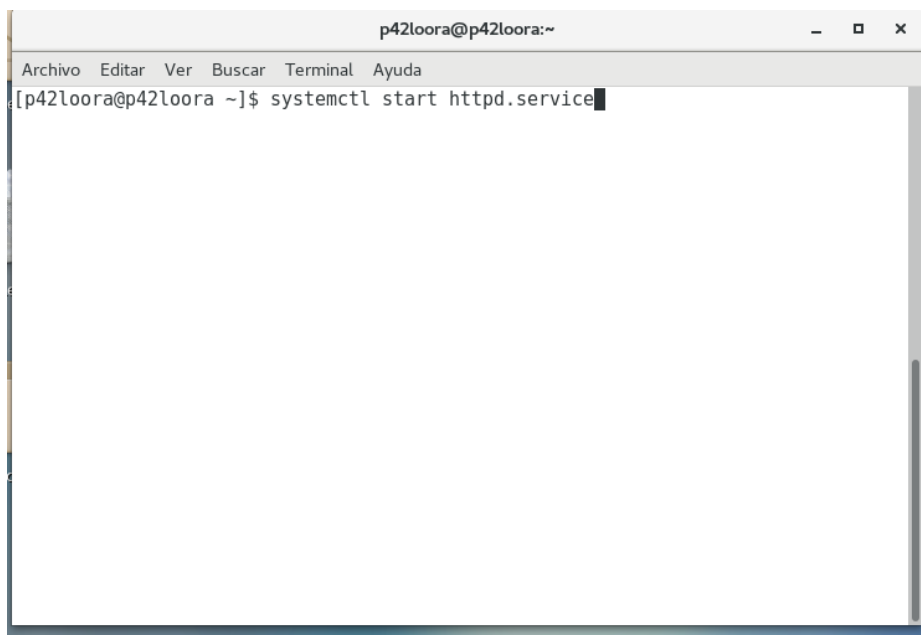 p42loora@p42loora:~
Archivo Editar Ver Buscar Terminal Ayuda
[p42loora@p42loora ~]$ systemctl start httpd.service